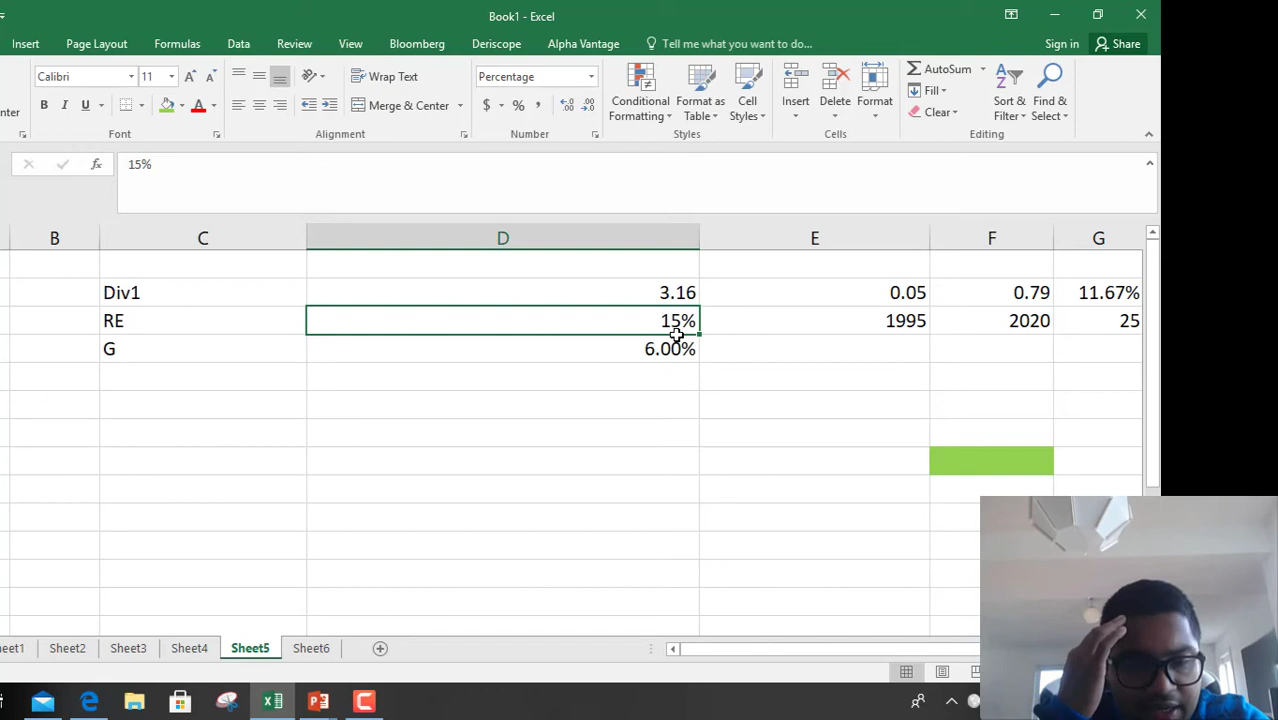 Book1 - Excel
Insert Page Layout Formulas Data Review View Bloomberg Deriscope Alpha Vantage Tell me what you want to do... Sign in Share
Calibri 11 Wrap Text Percentage AutoSum
B I U A Merge & Center $ % , Conditional Formatting Format as Table Cell Styles Insert Delete Format Fill Clear Sort & Filter Find & Select
Font Alignment Number Styles Cells Editing
fx 15%
B C D E F G
Div1 3.16 0.05 0.79 11.67%
RE 15% 1995 2020 25
G 6.00%
Sheet2 Sheet3 Sheet4 Sheet5 Sheet6